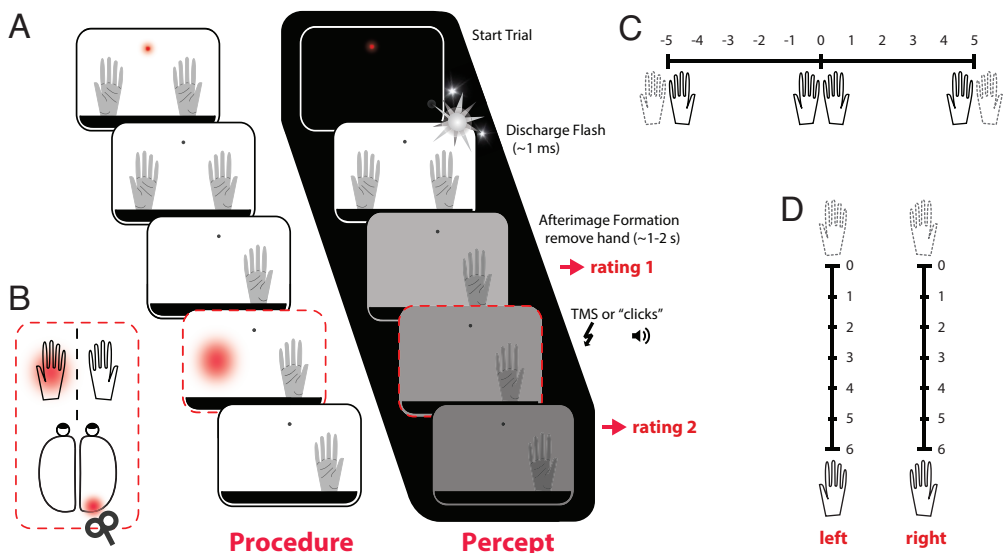 A
Start Trial
Discharge Flash
(~1 ms)
Afterimage Formation
remove hand (~1-2 s)
rating 1
TMS or “clicks”
rating 2
Procedure
Percept
B
C
-5 -4 -3 -2 -1 0 1 2 3 4 5
D
0 0
1 1
2 2
3 3
4 4
5 5
6 6
left right